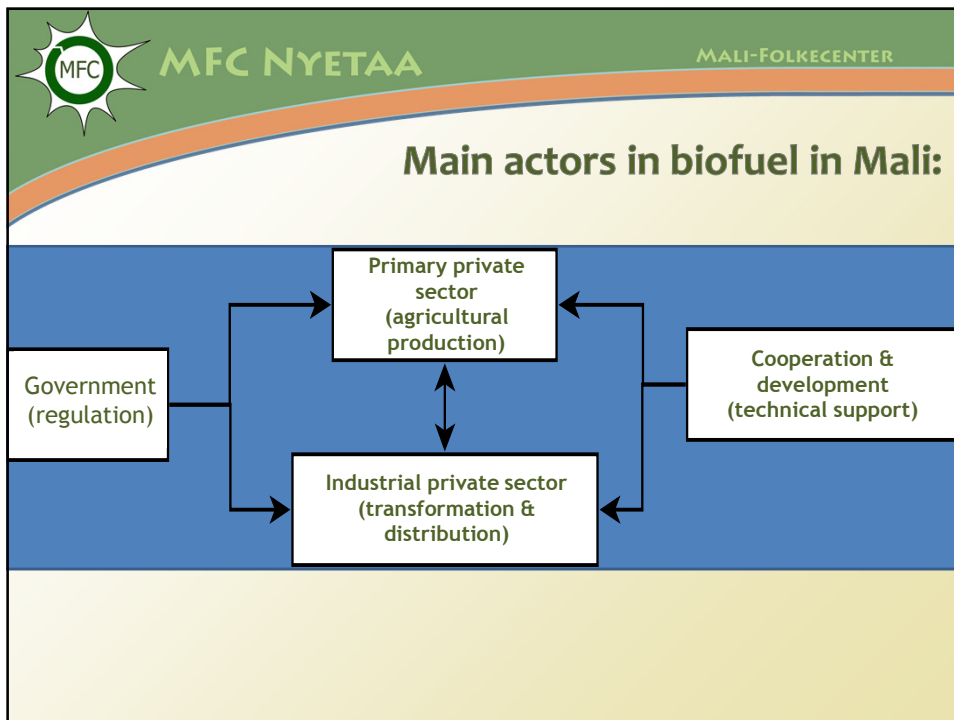 MFC
MFC NYETAA
MALI-FOLKECENTER
Main actors in biofuel in Mali:
Primary private
sector
(agricultural
production)
Government
(regulation)
Cooperation &
development
(technical support)
Industrial private sector
(transformation &
distribution)